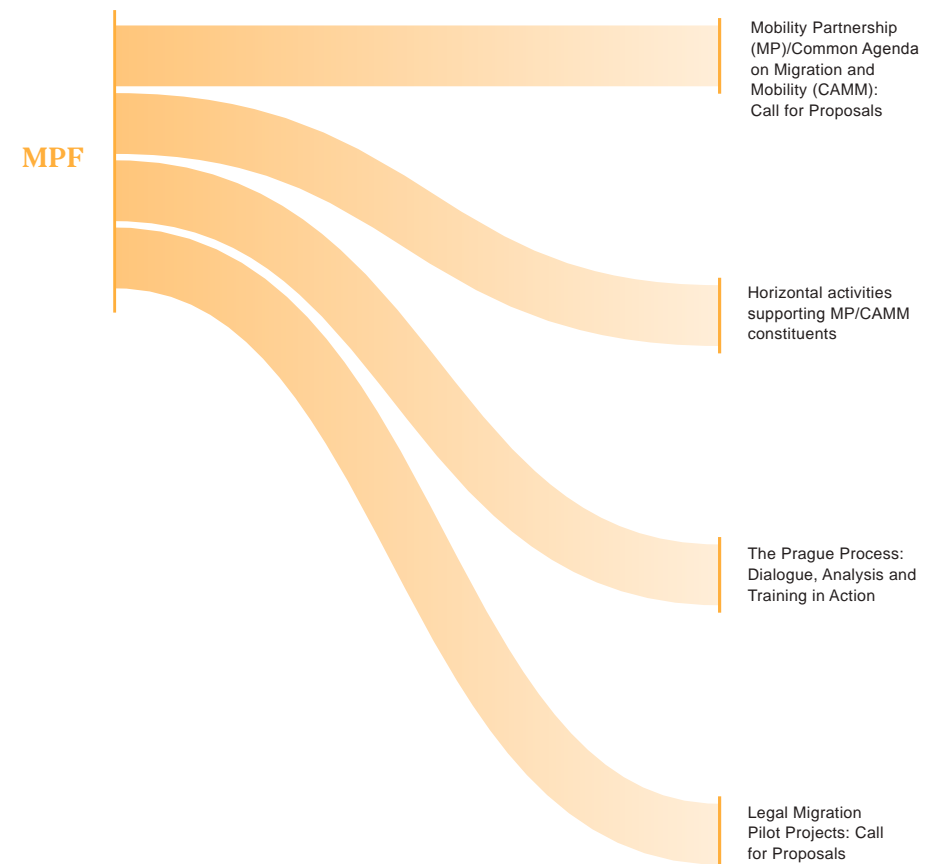 MPF
Mobility Partnership
(MP)/Common Agenda
on Migration and
Mobility (CAMM):
Call for Proposals
Horizontal activities
supporting MP/CAMM
constituents
The Prague Process:
Dialogue, Analysis and
Training in Action
Legal Migration
Pilot Projects: Call
for Proposals